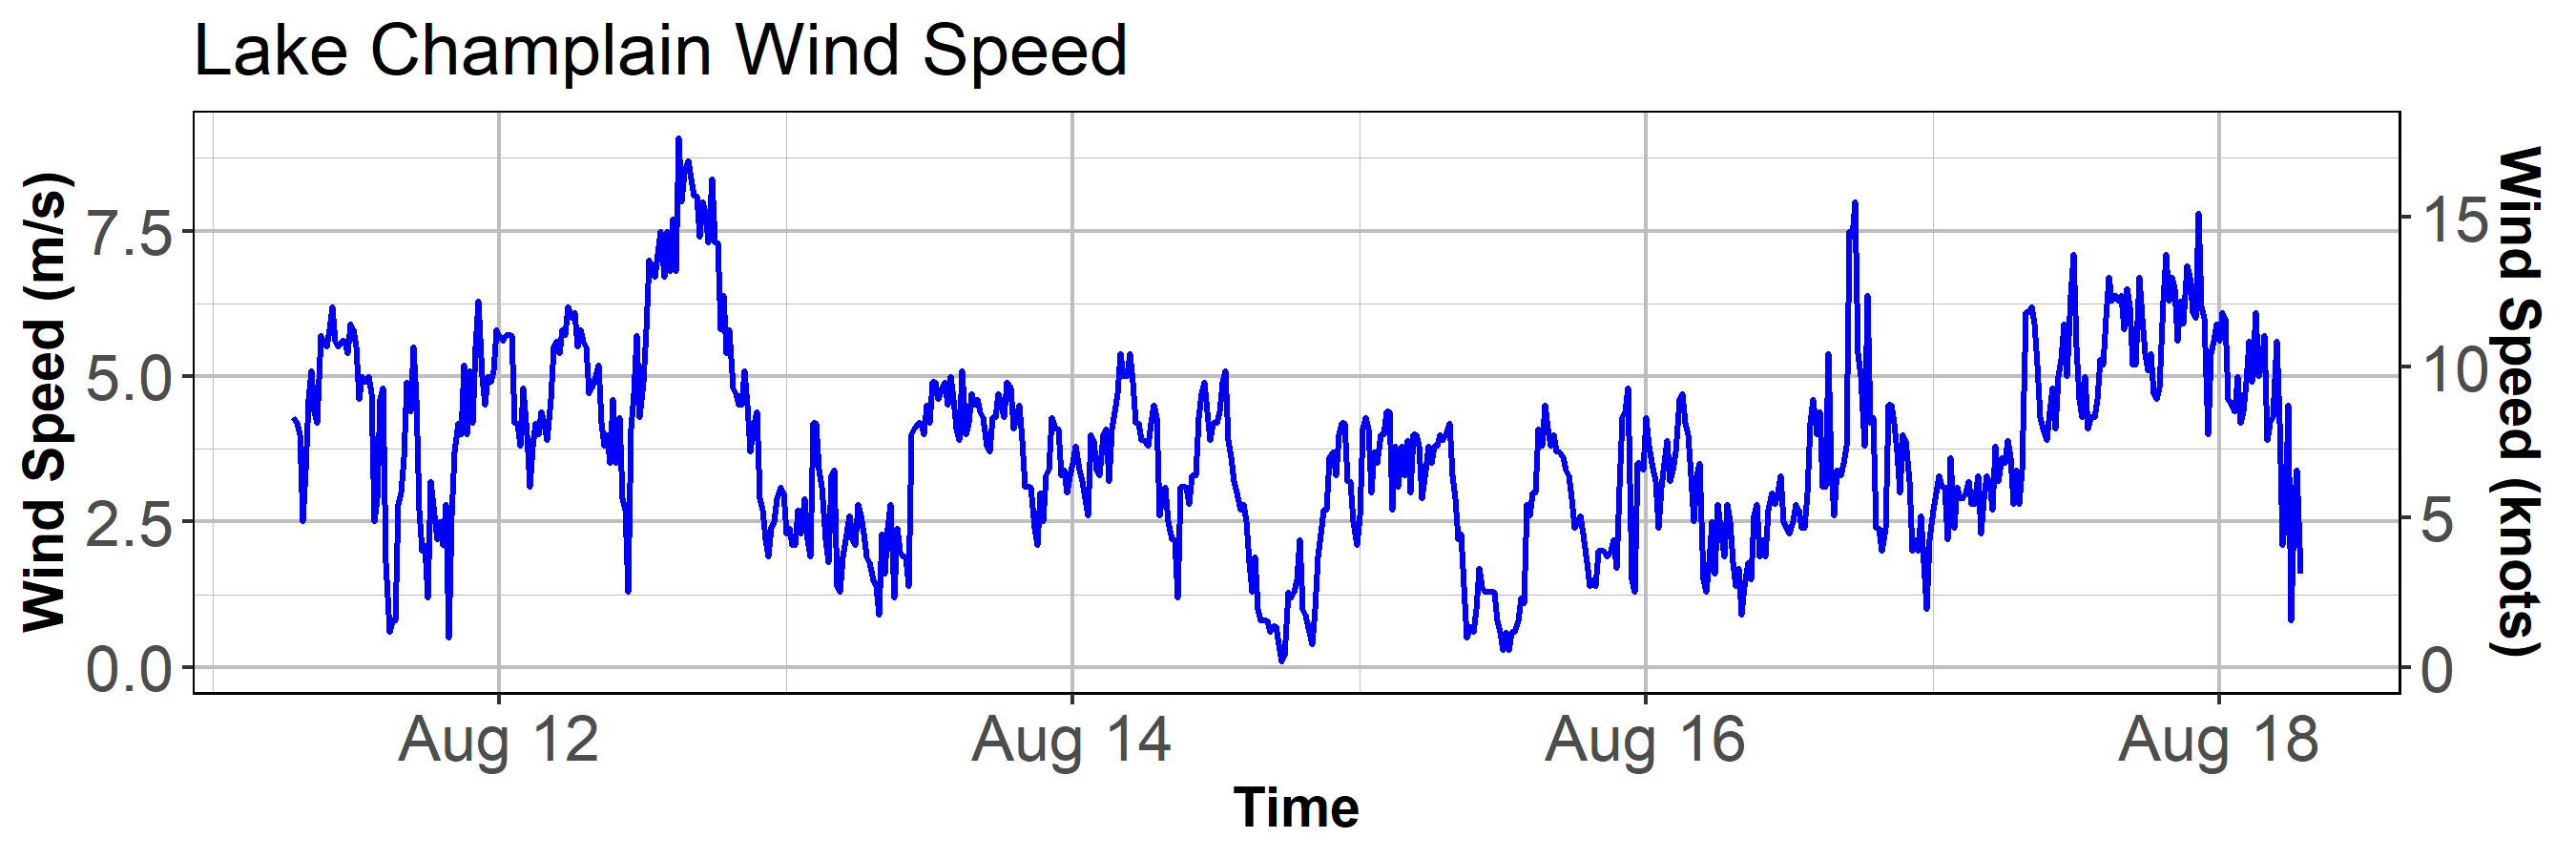 Lake Champlain Wind Speed
Wind Speed (m/s)
7.5
5.0
2.5
0.0
15
10
5
0
Wind Speed (knots)
Aug 12
Aug 14
Aug 16
Aug 18
Time